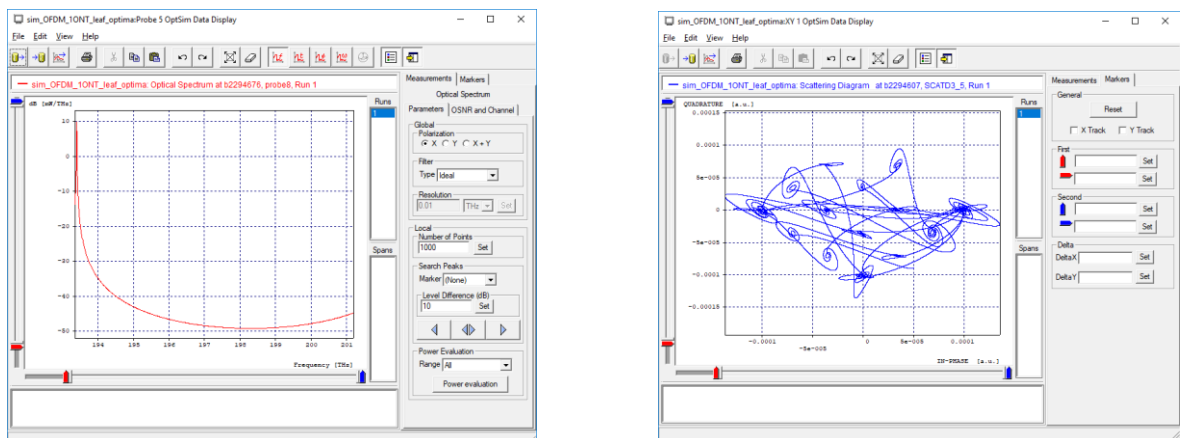 sim_OFDM_1ONT_leaf_optima:Probe 5 OptSim Data Display
File Edit View Help
sim_OFDM_1ONT_leaf_optima: Optical Spectrum at b2294676, probe8, Run 1
Measurements Markers
Optical Spectrum
Parameters OSNR and Channel
Global
Polarization
X Y X + Y
Filter
Type Ideal
Resolution
0.01 THz Set
Local
Number of Points
1000 Set
Search Peaks
Marker (None)
Level Difference (dB)
10 Set
Power Evaluation
Range All
Power evaluation
Runs
1
Spans
dB [mW/THz]
10
0
-10
-20
-30
-40
-50
194 195 196 197 198 199 200 201
Frequency [THz]
sim_OFDM_1ONT_leaf_optima:XY 1 OptSim Data Display
File Edit View Help
sim_OFDM_1ONT_leaf_optima: Scattering Diagram at b2294607, SCATD3_5, Run 1
Measurements Markers
General
Reset
X Track Y Track
First
Set
Set
Second
Set
Set
Delta
DeltaX Set
DeltaY Set
Runs
1
Spans
QUADRATURE [a.u.]
0.00015
0.0001
5e-005
0
-5e-005
-0.0001
-0.00015
-0.0001 -5e-005 0 5e-005 0.0001
IN-PHASE [a.u.]